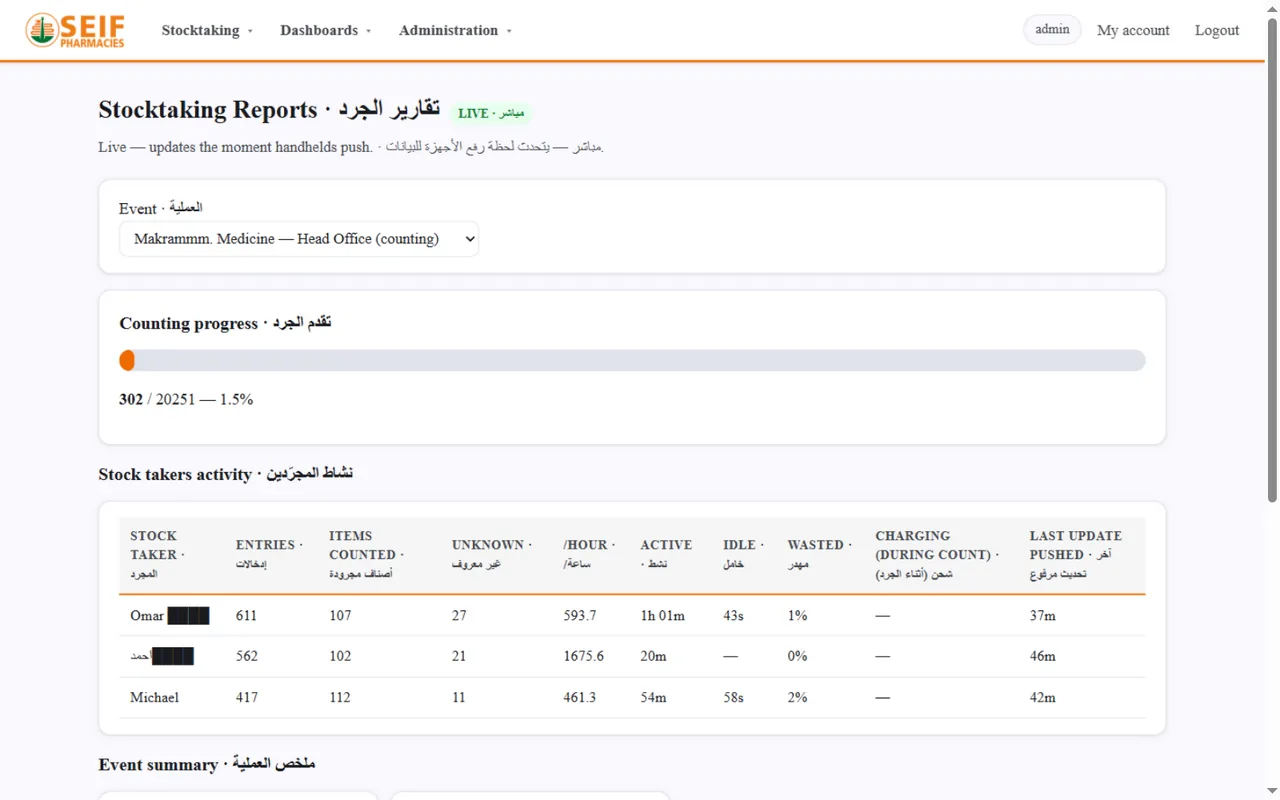 SEIF
PHARMACIES
Stocktaking Dashboards Administration admin My account Logout
Stocktaking Reports · تقارير الجرد LIVE · مباشر
Live — updates the moment handhelds push. · مباشر — يتحدث لحظة رفع الأجهزة للبيانات.
Event · العملية
Makrammm. Medicine — Head Office (counting)
Counting progress · تقدم الجرد
302 / 20251 — 1.5%
Stock takers activity · نشاط المجرّدين
STOCK TAKER · المجرد ENTRIES · إدخالات ITEMS COUNTED · أصناف مجرودة UNKNOWN · غير معروف /HOUR · /ساعة ACTIVE · نشط IDLE · خامل WASTED · مهدر CHARGING (DURING COUNT) · شحن (أثناء الجرد) LAST UPDATE PUSHED · آخر تحديث مرفوع
Omar 611 107 27 593.7 1h 01m 43s 1% — 37m
احمد 562 102 21 1675.6 20m — 0% — 46m
Michael 417 112 11 461.3 54m 58s 2% — 42m
Event summary · ملخص العملية